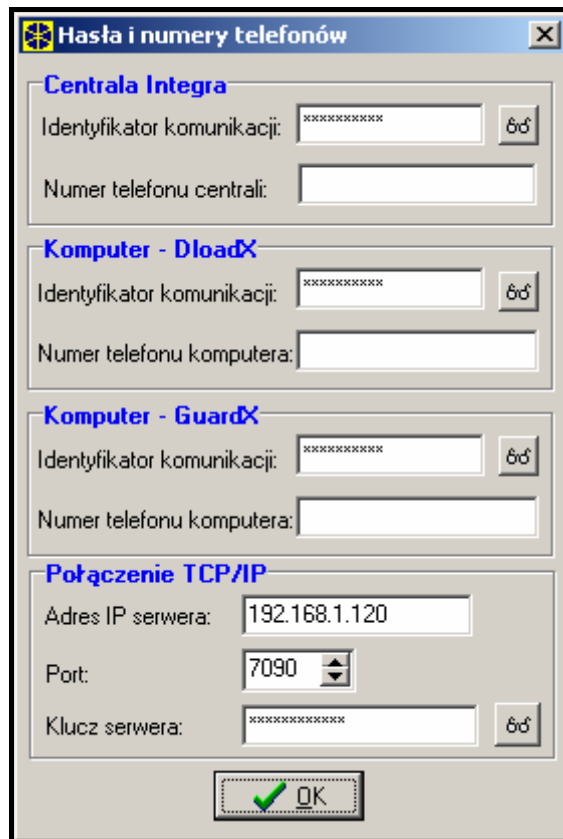 Hasła i numery telefonów
Centrala Integra
Identyfikator komunikacji: **********
Numer telefonu centrali:
Komputer - DloadX
Identyfikator komunikacji: **********
Numer telefonu komputera:
Komputer - GuardX
Identyfikator komunikacji: **********
Numer telefonu komputera:
Połączenie TCP/IP
Adres IP serwera: 192.168.1.120
Port: 7090
Klucz serwera: ************
OK